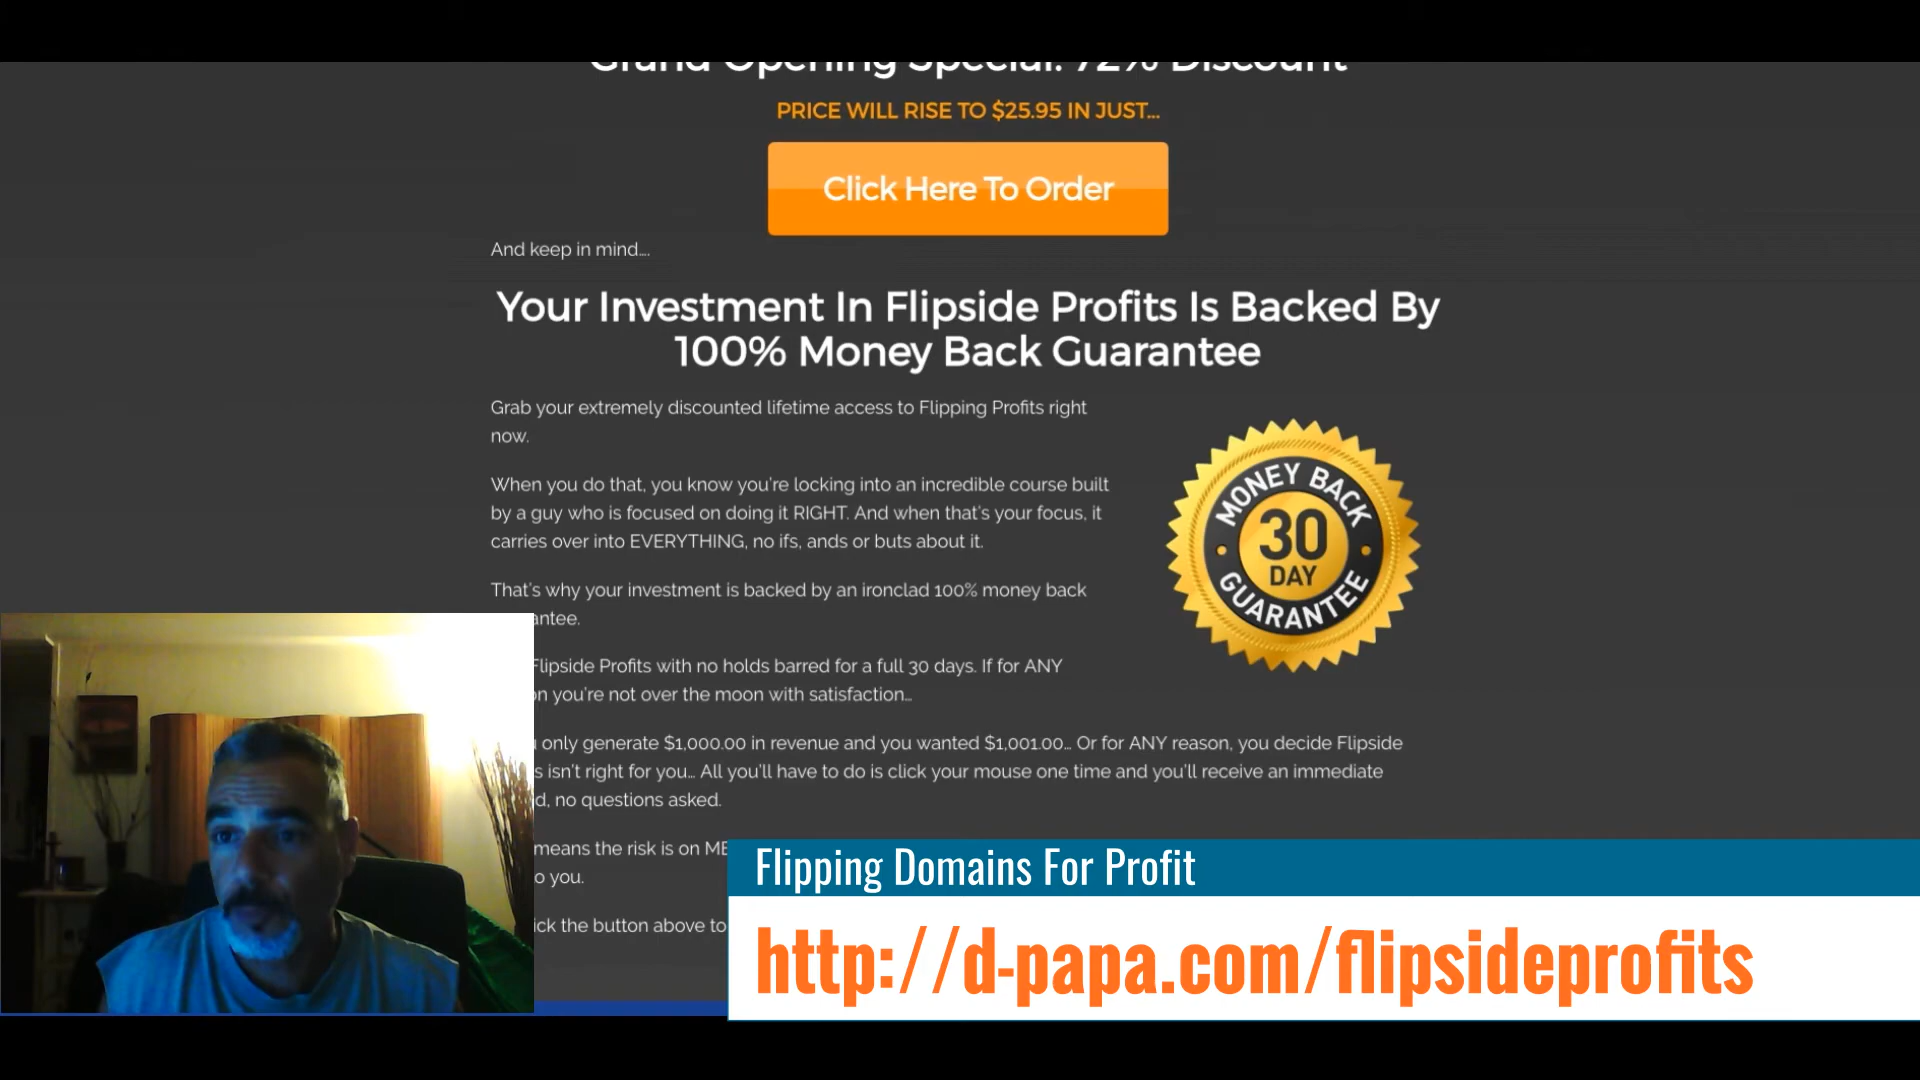 Grand Opening Special: 72% Discount
PRICE WILL RISE TO $25.95 IN JUST...
Click Here To Order
And keep in mind....
Your Investment In Flipside Profits Is Backed By
100% Money Back Guarantee
Grab your extremely discounted lifetime access to Flipping Profits right
now.
When you do that, you know you're locking into an incredible course built
by a guy who is focused on doing it RIGHT. And when that's your focus, it
carries over into EVERYTHING, no ifs, ands or buts about it.
That's why your investment is backed by an ironclad 100% money back
antee.
Flipside Profits with no holds barred for a full 30 days. If for ANY
n you're not over the moon with satisfaction...
only generate $1,000.00 in revenue and you wanted $1,001.00... Or for ANY reason, you decide Flipside
s isn't right for you... All you'll have to do is click your mouse one time and you'll receive an immediate
d, no questions asked.
means the risk is on ME
o you.
ick the button above to
MONEY BACK
30
DAY
GUARANTEE
Flipping Domains For Profit
http://d-papa.com/flipsideprofits